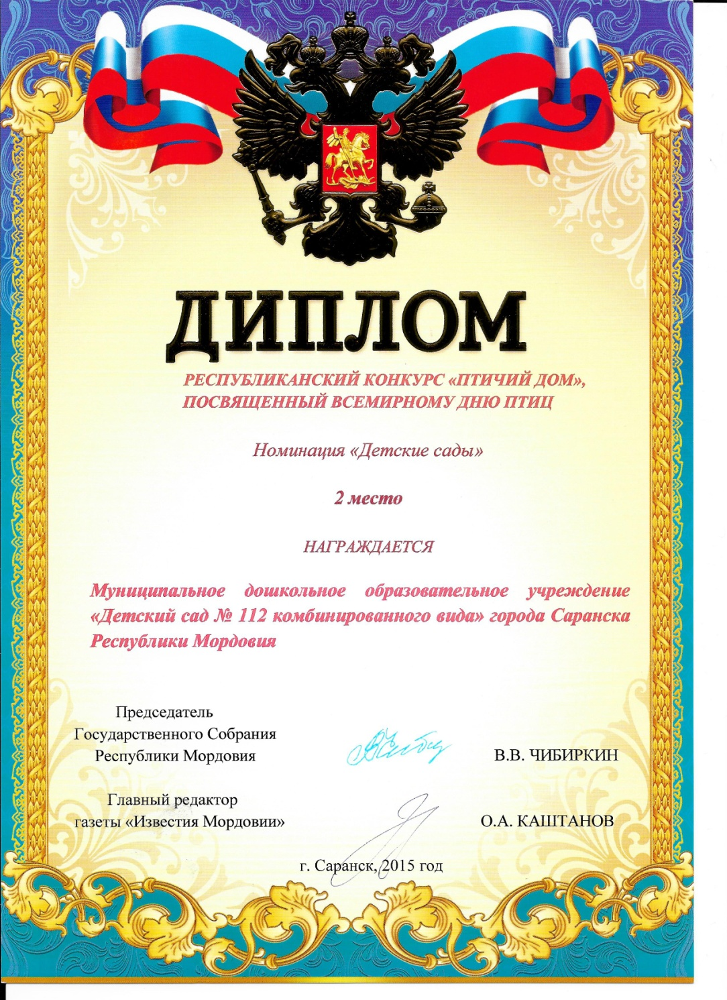 ДИПЛОМ
РЕСПУБЛИКАНСКИЙ КОНКУРС «ПТИЧИЙ ДОМ»,
ПОСВЯЩЕННЫЙ ВСЕМИРНОМУ ДНЮ ПТИЦ
Номинация «Детские сады»
2 место
НАГРАЖДАЕТСЯ
Муниципальное дошкольное образовательное учреждение
«Детский сад № 112 комбинированного вида» города Саранска
Республики Мордовия
Председатель
Государственного Собрания
Республики Мордовия
В.В. ЧИБИРКИН
Главный редактор
газеты «Известия Мордовии»
О.А. КАШТАНОВ
г. Саранск, 2015 год